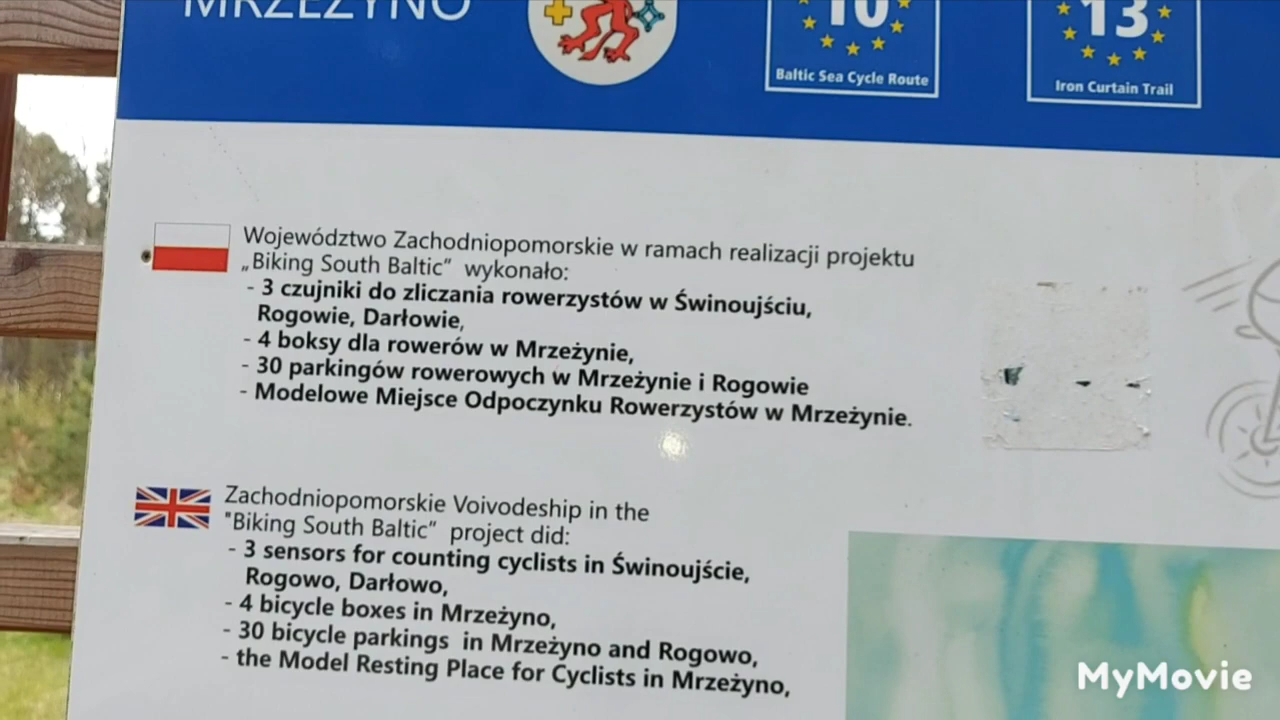 MRZEŻYNO
10
13
Baltic Sea Cycle Route
Iron Curtain Trail
Województwo Zachodniopomorskie w ramach realizacji projektu
„Biking South Baltic” wykonało:
- 3 czujniki do zliczania rowerzystów w Świnoujściu,
Rogowie, Darłowie,
- 4 boksy dla rowerów w Mrzeżynie,
- 30 parkingów rowerowych w Mrzeżynie i Rogowie
- Modelowe Miejsce Odpoczynku Rowerzystów w Mrzeżynie.
Zachodniopomorskie Voivodeship in the
"Biking South Baltic” project did:
- 3 sensors for counting cyclists in Świnoujście,
Rogowo, Darłowo,
- 4 bicycle boxes in Mrzeżyno,
- 30 bicycle parkings in Mrzeżyno and Rogowo,
- the Model Resting Place for Cyclists in Mrzeżyno,
MyMovie